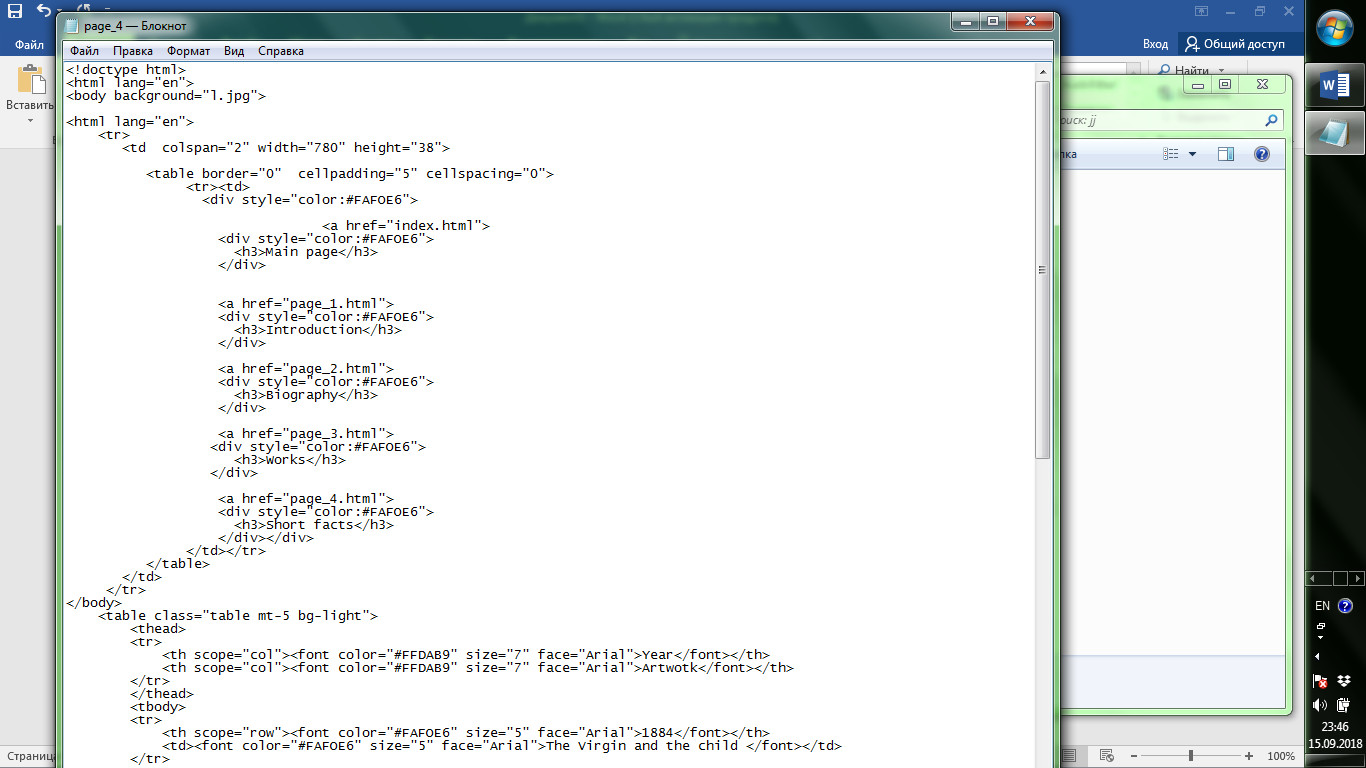 page_4 — Блокнот
Файл Правка Формат Вид Справка
<!doctype html>
<html lang="en">
<body background="l.jpg">
<html lang="en">
<tr>
<td  colspan="2" width="780" height="38">
<table border="0"  cellpadding="5" cellspacing="0">
<tr><td>
<div style="color:#FAFOE6">
<a href="index.html">
<div style="color:#FAFOE6">
<h3>Main page</h3>
</div>
<a href="page_1.html">
<div style="color:#FAFOE6">
<h3>Introduction</h3>
</div>
<a href="page_2.html">
<div style="color:#FAFOE6">
<h3>Biography</h3>
</div>
<a href="page_3.html">
<div style="color:#FAFOE6">
<h3>Works</h3>
</div>
<a href="page_4.html">
<div style="color:#FAFOE6">
<h3>Short facts</h3>
</div></div>
</td></tr>
</table>
</td>
</tr>
</body>
<table class="table mt-5 bg-light">
<thead>
<tr>
<th scope="col"><font color="#FFDAB9" size="7" face="Arial">Year</font></th>
<th scope="col"><font color="#FFDAB9" size="7" face="Arial">Artwotk</font></th>
</tr>
</thead>
<tbody>
<tr>
<th scope="row"><font color="#FAFOE6" size="5" face="Arial">1884</font></th>
<td><font color="#FAFOE6" size="5" face="Arial">The Virgin and the child </font></td>
</tr>
Файл
Вставить
Вход Общий доступ
Найти
оиск: jj
пка
Страница
100%
EN
23:46
15.09.2018